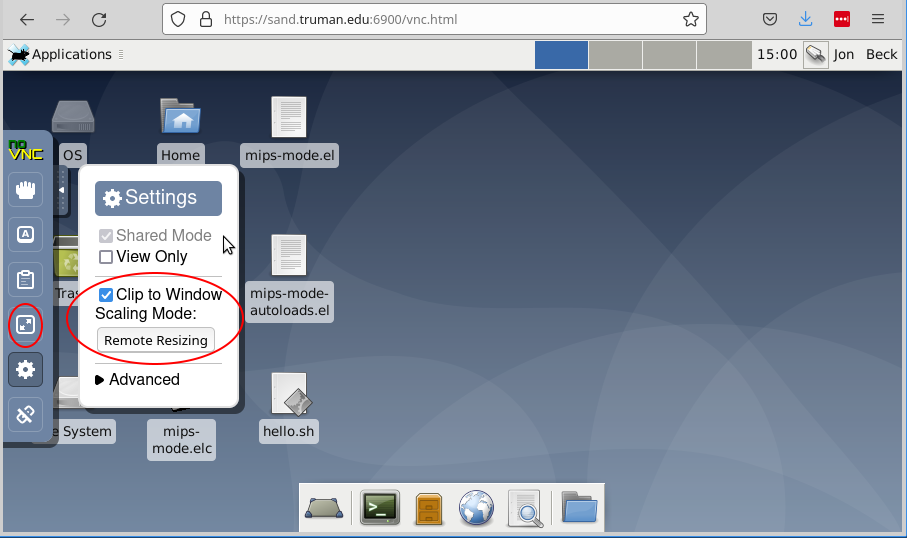 https://sand.truman.edu:6900/vnc.html
Applications
15:00
Jon Beck
OS
Home
mips-mode.el
no
VNC
Settings
Shared Mode
View Only
A
Clip to Window
Scaling Mode:
Remote Resizing
Advanced
Tras
mips-mode-
autoloads.el
e System
mips-
mode.elc
hello.sh
>_